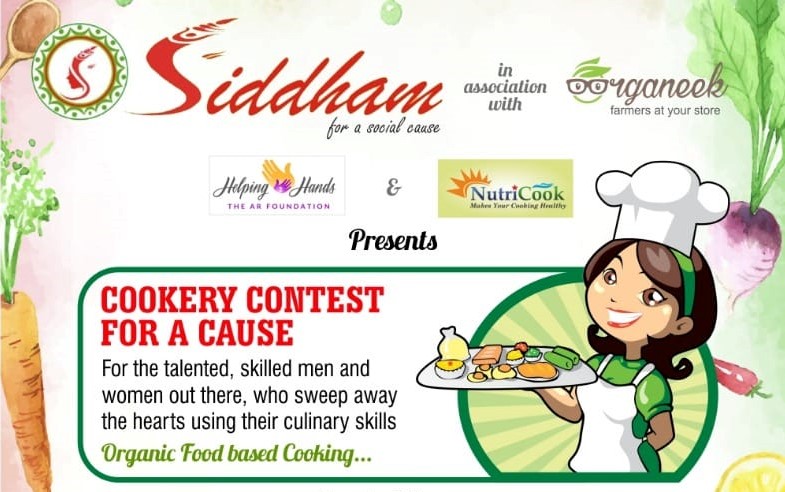 Siddham
for a social cause
in
association
with
oorganeek
farmers at your store
Helping Hands
THE AR FOUNDATION
&
NutriCook
Makes Your Cooking Healthy
Presents
COOKERY CONTEST
FOR A CAUSE
For the talented, skilled men and
women out there, who sweep away
the hearts using their culinary skills
Organic Food based Cooking...